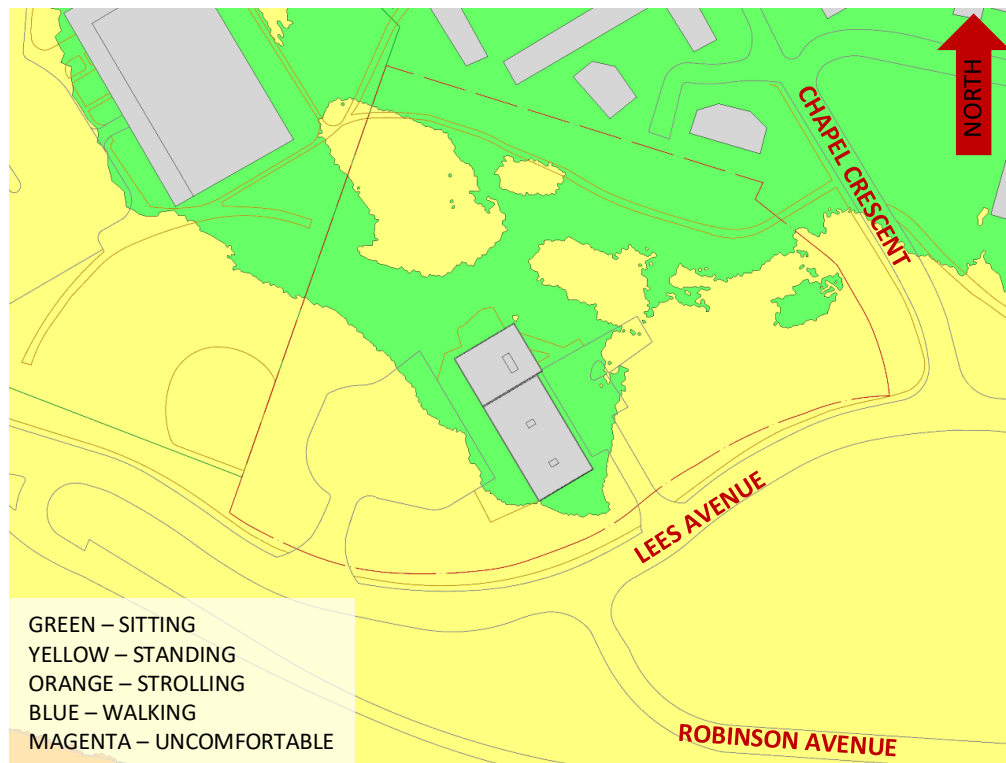 NORTH
CHAPEL CRESCENT
LEES AVENUE
GREEN – SITTING
YELLOW – STANDING
ORANGE – STROLLING
BLUE – WALKING
MAGENTA – UNCOMFORTABLE
ROBINSON AVENUE